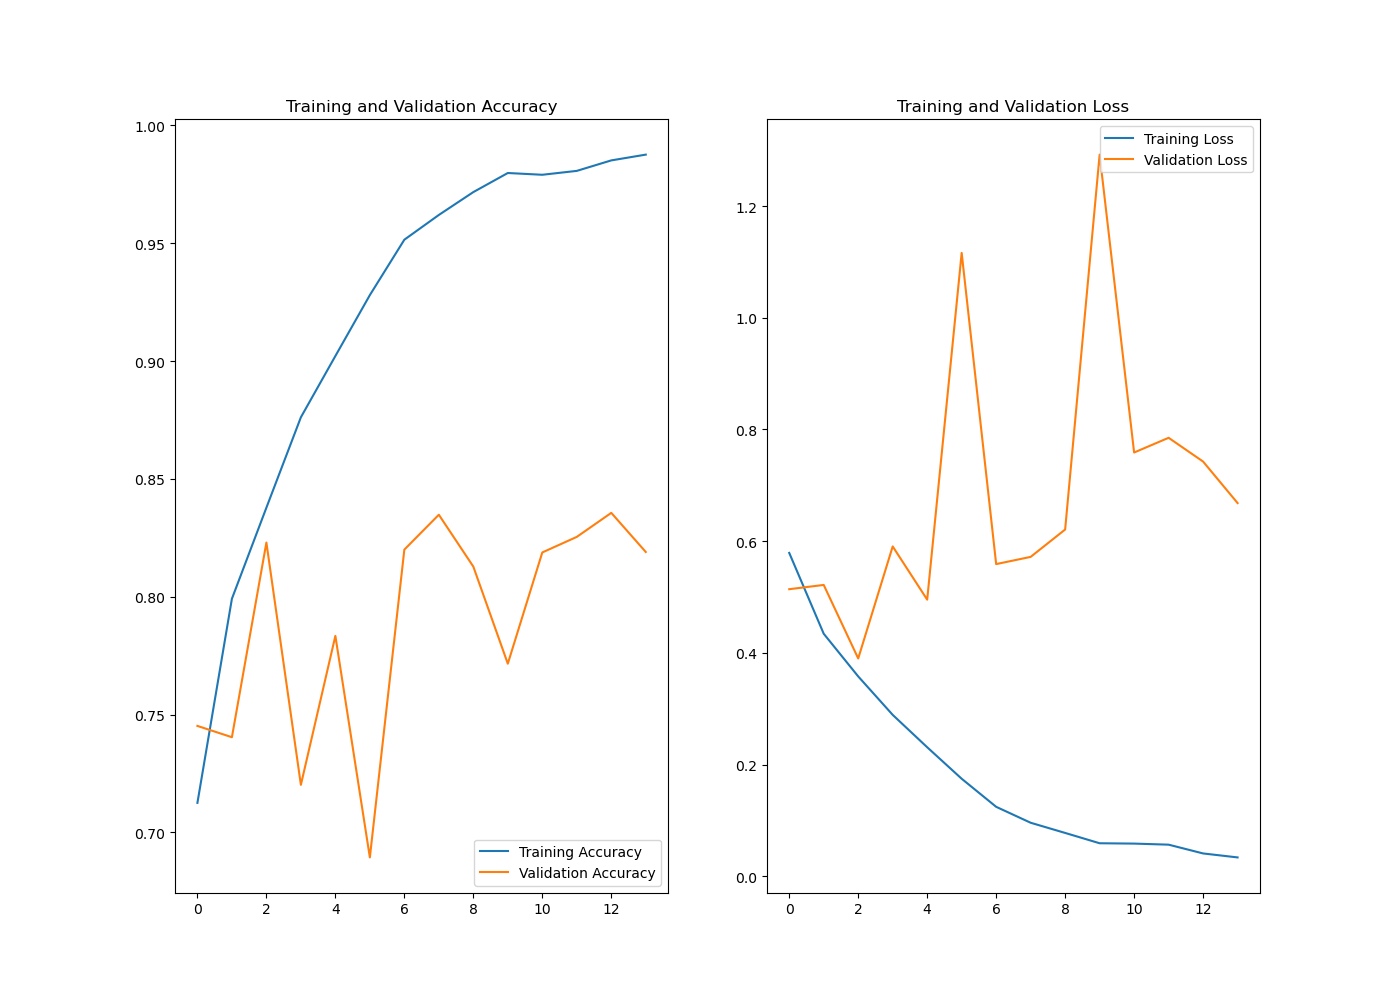 Training and Validation Accuracy
1.00
0.95
0.90
0.85
0.80
0.75
0.70
Training Accuracy
Validation Accuracy
0 2 4 6 8 10 12
Training and Validation Loss
Training Loss
Validation Loss
1.2
1.0
0.8
0.6
0.4
0.2
0.0
0 2 4 6 8 10 12